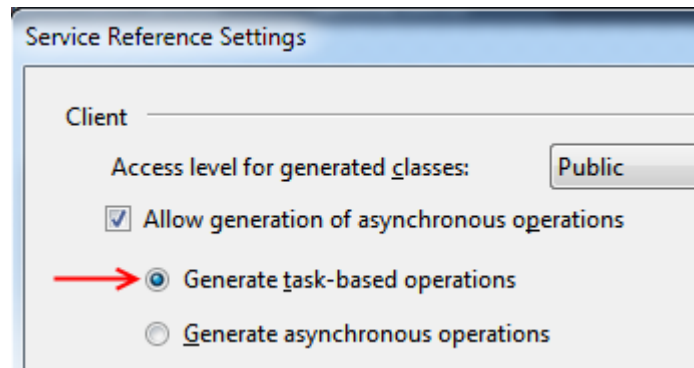 Service Reference Settings
Client
Access level for generated classes: Public
Allow generation of asynchronous operations
Generate task-based operations
Generate asynchronous operations